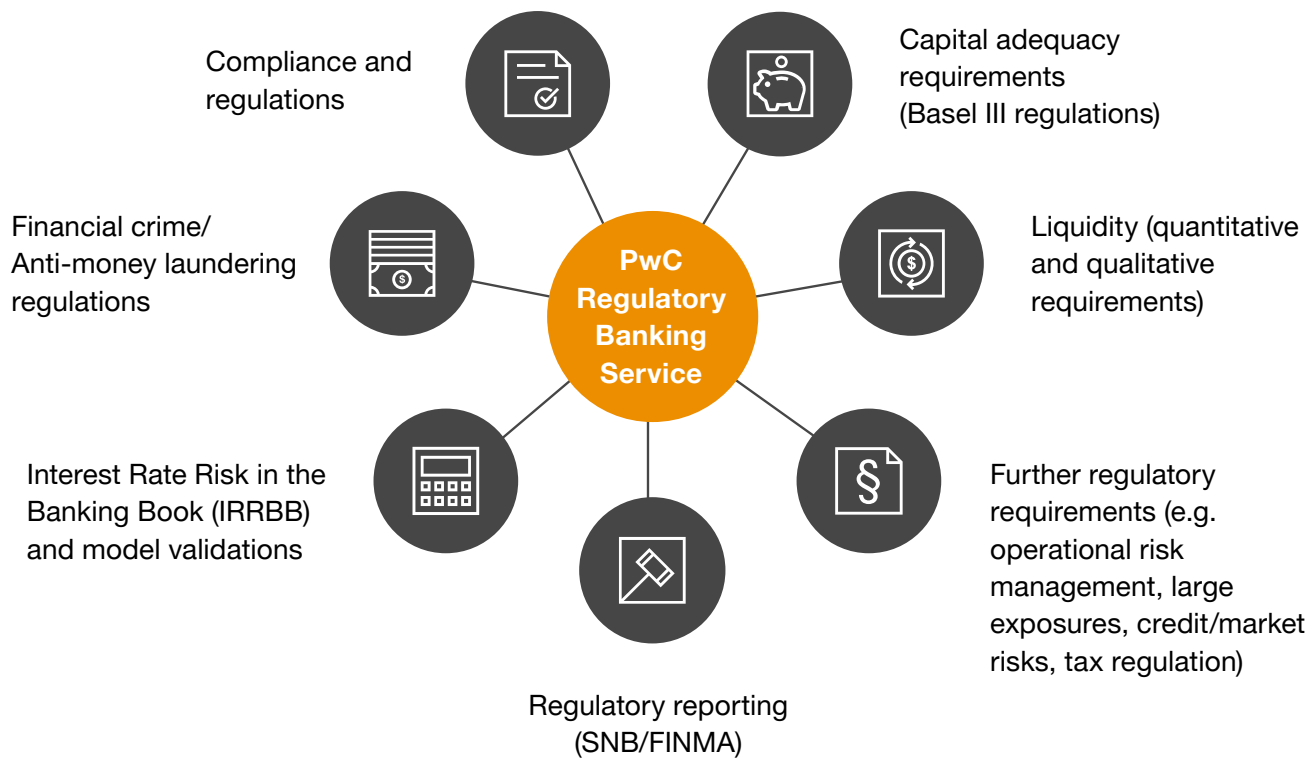 Compliance and
regulations
Capital adequacy
requirements
(Basel III regulations)
Financial crime/
Anti-money laundering
regulations
PwC
Regulatory
Banking
Service
Liquidity (quantitative
and qualitative
requirements)
Interest Rate Risk in the
Banking Book (IRRBB)
and model validations
Further regulatory
requirements (e.g.
operational risk
management, large
exposures, credit/market
risks, tax regulation)
Regulatory reporting
(SNB/FINMA)
$
$
§